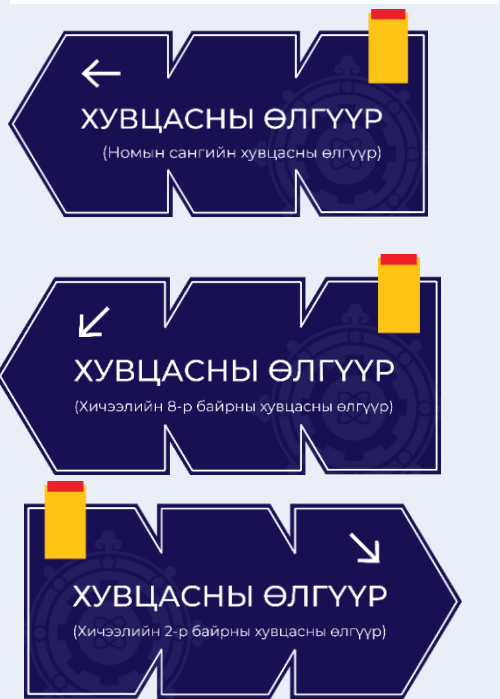 ХУВЦАСНЫ ӨЛГҮҮР
(Номын сангийн хувцасны өлгүүр)
ХУВЦАСНЫ ӨЛГҮҮР
(Хичээлийн 8-р байрны хувцасны өлгүүр)
ХУВЦАСНЫ ӨЛГҮҮР
(Хичээлийн 2-р байрны хувцасны өлгүүр)